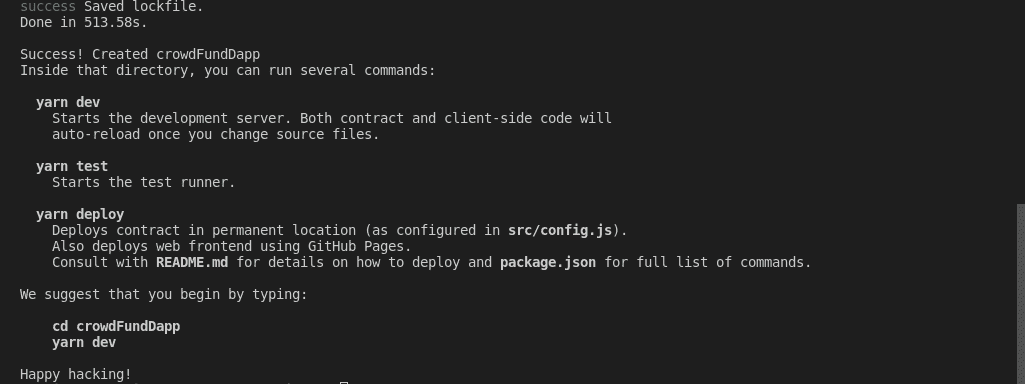 success Saved lockfile.
Done in 513.58s.
Success! Created crowdFundDapp
Inside that directory, you can run several commands:
yarn dev
Starts the development server. Both contract and client-side code will
auto-reload once you change source files.
yarn test
Starts the test runner.
yarn deploy
Deploys contract in permanent location (as configured in src/config.js).
Also deploys web frontend using GitHub Pages.
Consult with README.md for details on how to deploy and package.json for full list of commands.
We suggest that you begin by typing:
cd crowdFundDapp
yarn dev
Happy hacking!